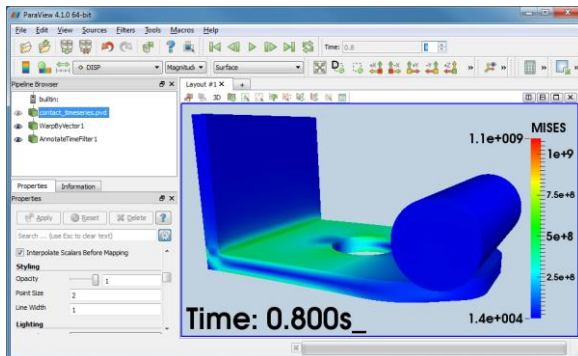 ParaView 4.1.0 64-bit
File Edit View Sources Filters Tools Macros Help
Time: 0.8
DISP Magnitud Surface
Pipeline Browser
builtin:
contact_timeseries.pvd
WarpByVector1
AnnotateTimeFilter1
Properties Information
Properties
Apply Reset Delete ?
Search ... (use Esc to clear text)
Interpolate Scalars Before Mapping
Styling
Opacity 1
Point Size 2
Line Width 1
Lighting
Layout #1 X +
3D
MISES
1.1e+009
1e+9
7.5e+8
5e+8
2.5e+8
1.4e+004
Time: 0.800s_